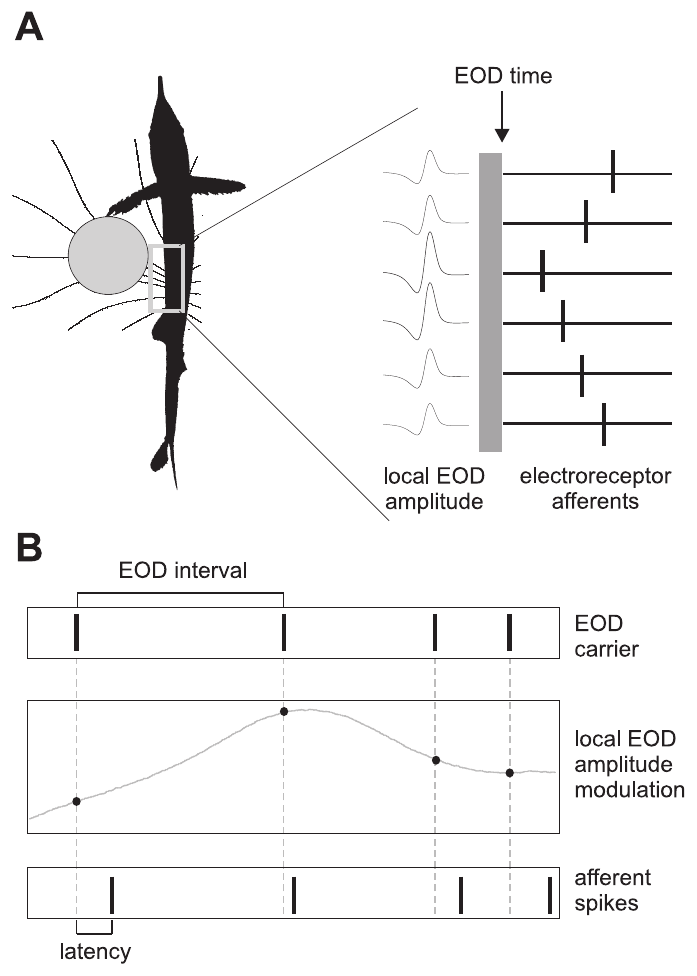 A
EOD time
local EOD
amplitude
electroreceptor
afferents
B
EOD interval
EOD
carrier
local EOD
amplitude
modulation
afferent
spikes
latency